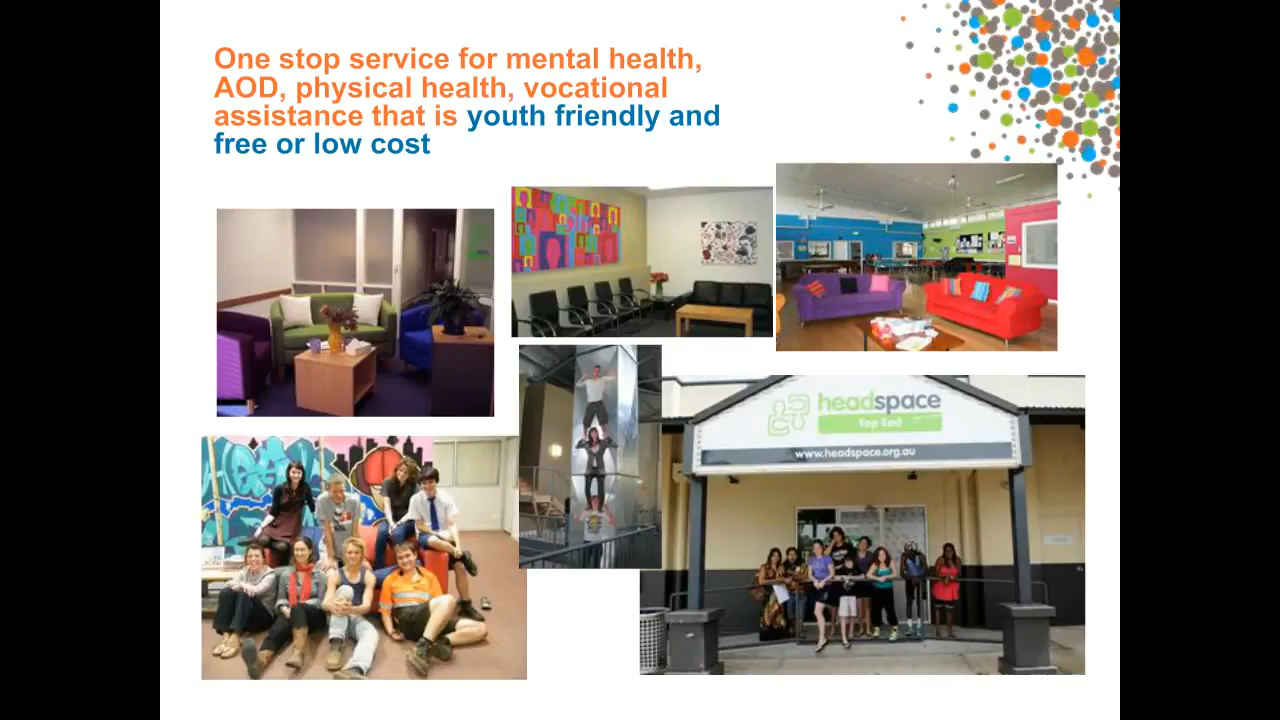 One stop service for mental health,
AOD, physical health, vocational
assistance that is youth friendly and
free or low cost
headspace
Top End
www.headspace.org.au